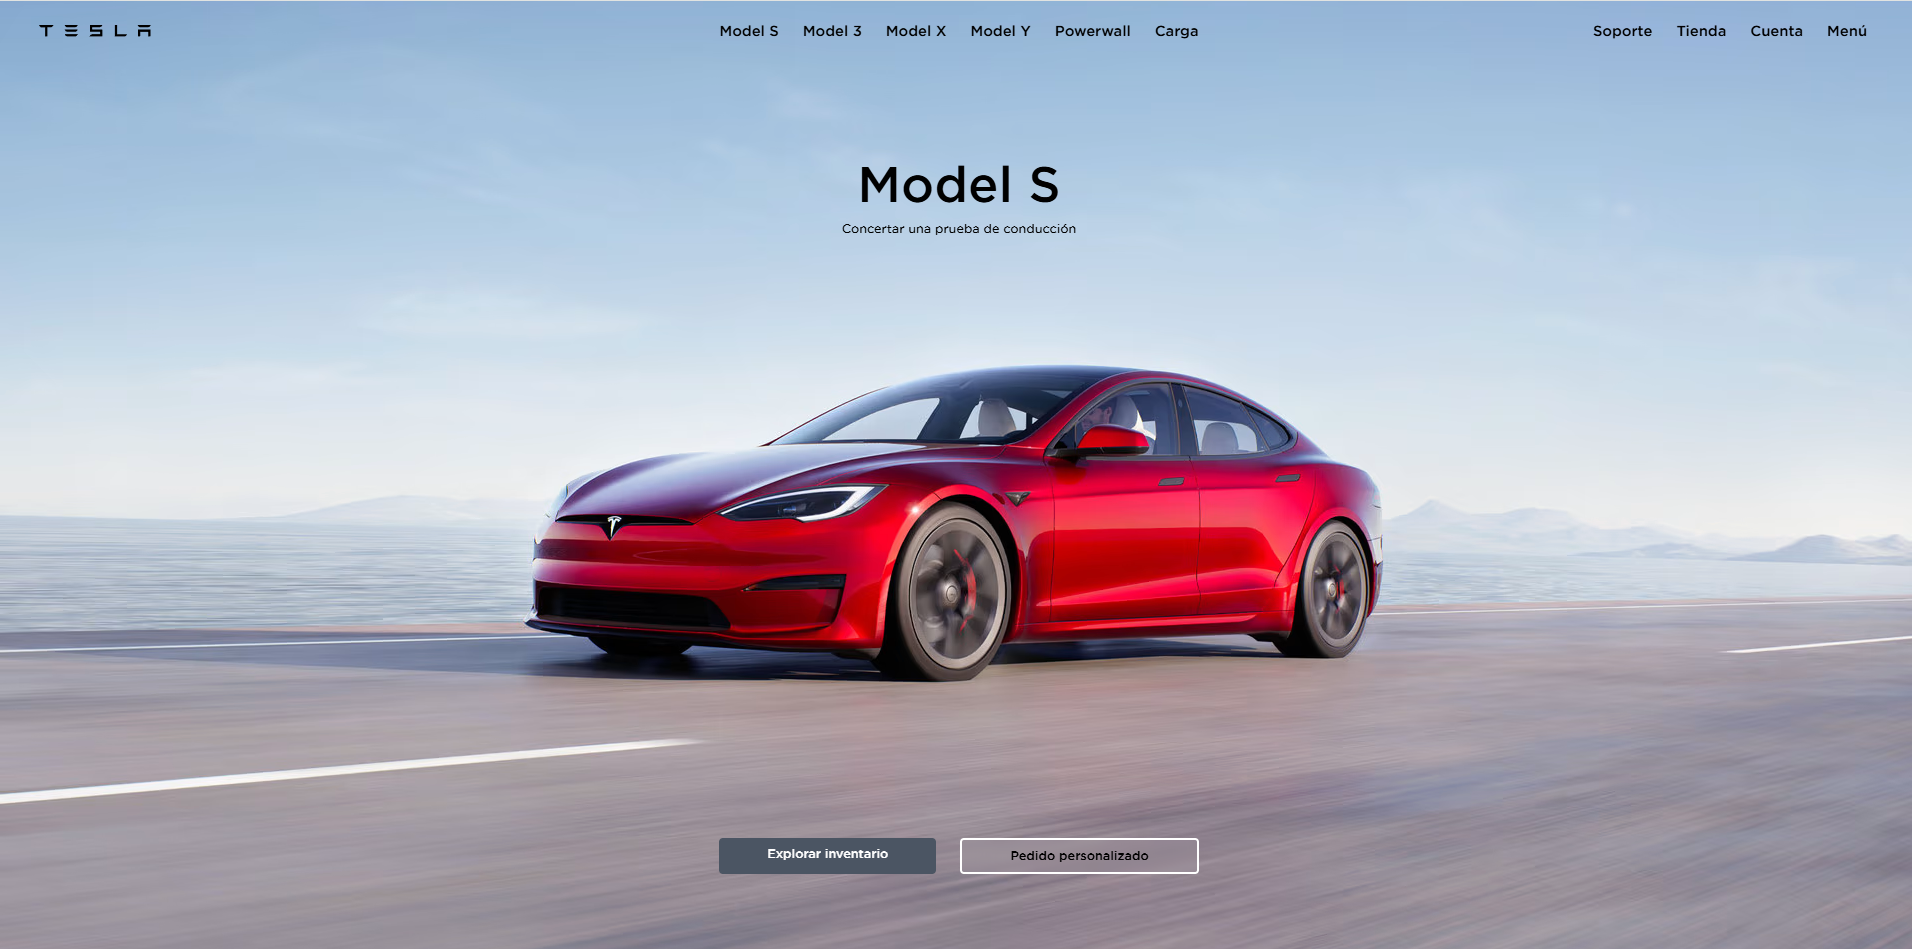 TESLA
Model S Model 3 Model X Model Y Powerwall Carga
Soporte Tienda Cuenta Menú
Model S
Concertar una prueba de conducción
Explorar inventario
Pedido personalizado